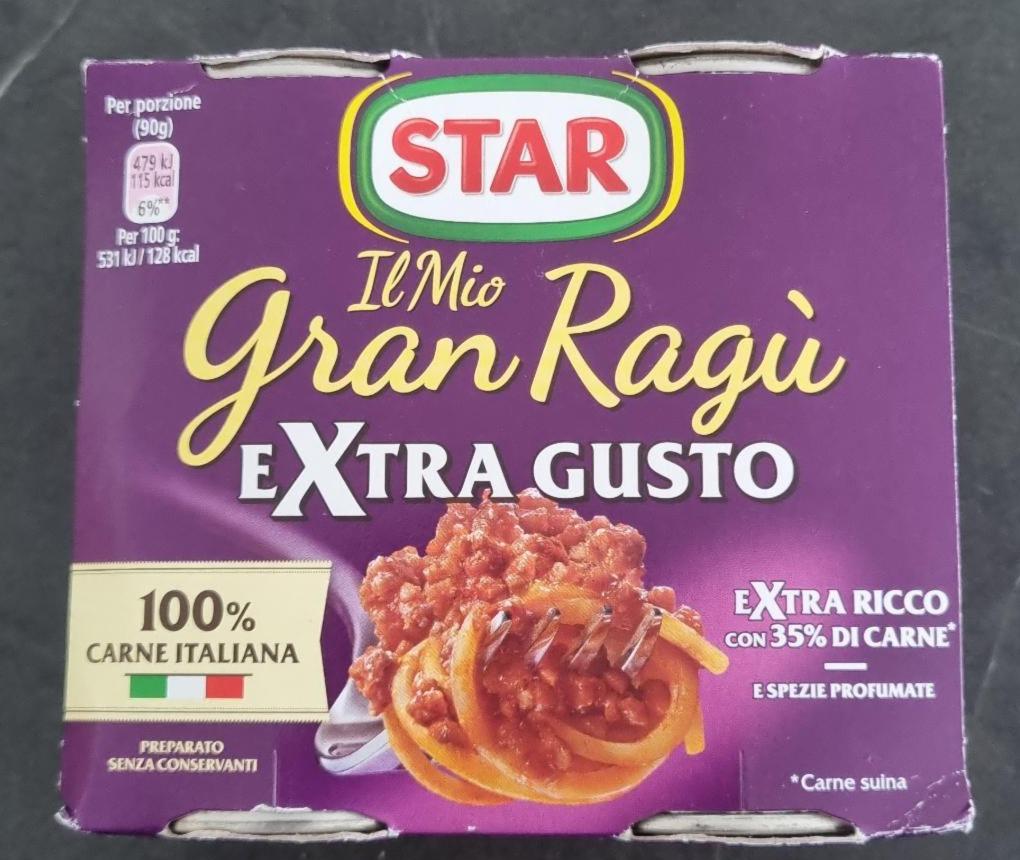 Per porzione
(90g)
479 kJ
115 kcal
6%**
Per 100 g:
531 kJ / 128 kcal
STAR
Il Mio
Gran Ragù
EXTRA GUSTO
100%
CARNE ITALIANA
PREPARATO
SENZA CONSERVANTI
EXTRA RICCO
CON 35% DI CARNE*
E SPEZIE PROFUMATE
*Carne suina